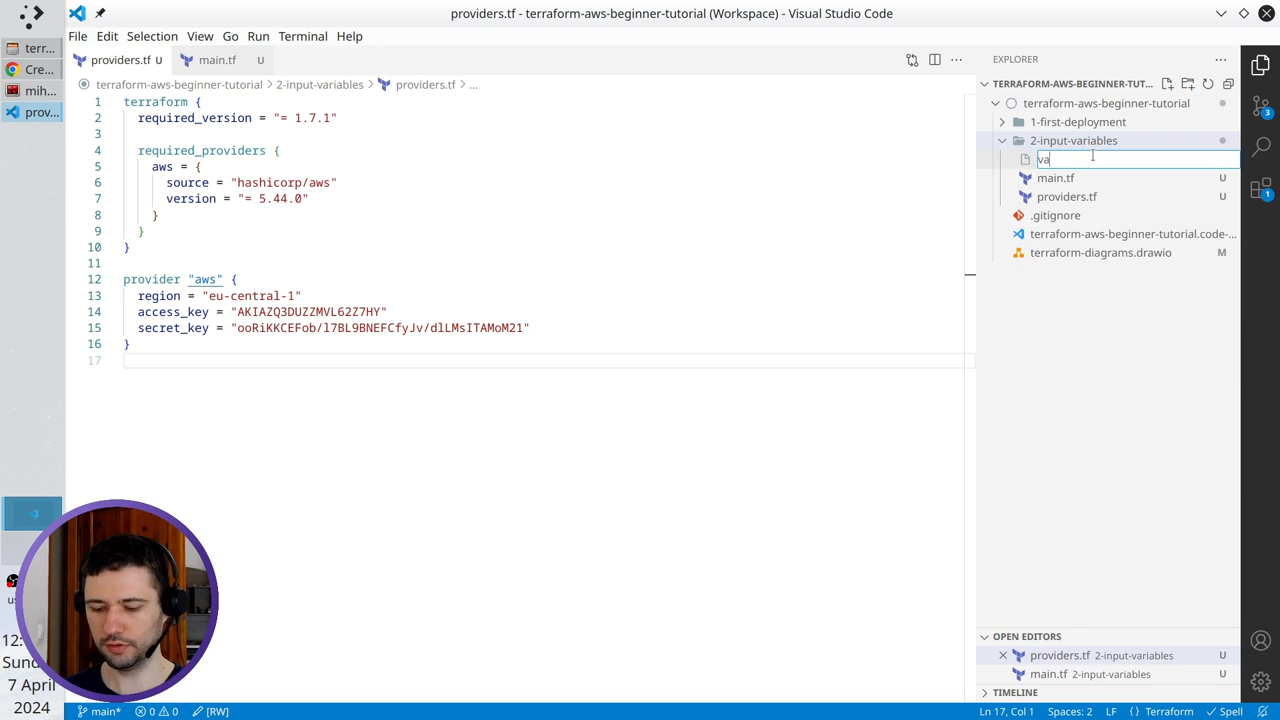 providers.tf - terraform-aws-beginner-tutorial (Workspace) - Visual Studio Code
File Edit Selection View Go Run Terminal Help
terr...
Cre...
mih...
prov...
providers.tf U
main.tf U
terraform-aws-beginner-tutorial > 2-input-variables > providers.tf > ...
1 terraform {
2 required_version = "= 1.7.1"
3
4 required_providers {
5 aws = {
6 source = "hashicorp/aws"
7 version = "= 5.44.0"
8 }
9 }
10 }
11
12 provider "aws" {
13 region = "eu-central-1"
14 access_key = "AKIAZQ3DUZZMVL62Z7HY"
15 secret_key = "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"
16 }
17
EXPLORER
TERRAFORM-AWS-BEGINNER-TUT...
terraform-aws-beginner-tutorial
1-first-deployment
2-input-variables
va
main.tf U
providers.tf U
.gitignore
terraform-aws-beginner-tutorial.code-...
terraform-diagrams.drawio M
3
1
OPEN EDITORS
providers.tf 2-input-variables U
main.tf 2-input-variables U
TIMELINE
12:
Sund
7 April
2024
main* 0 0 [RW] Ln 17, Col 1 Spaces: 2 LF {} Terraform Spell